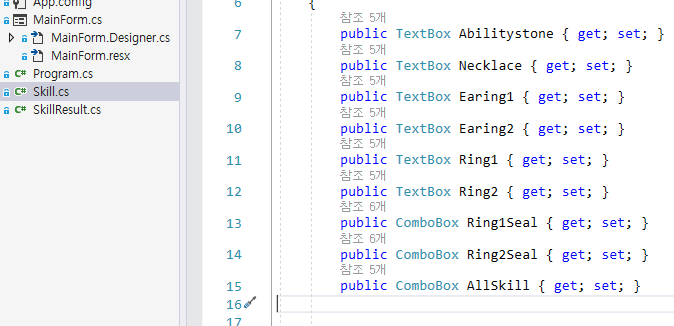 App.config
MainForm.cs
MainForm.Designer.cs
MainForm.resx
C# Program.cs
C# Skill.cs
C# SkillResult.cs
6 {
참조 5개
7 public TextBox Abilitystone { get; set; }
참조 5개
8 public TextBox Necklace { get; set; }
참조 5개
9 public TextBox Earing1 { get; set; }
참조 5개
10 public TextBox Earing2 { get; set; }
참조 5개
11 public TextBox Ring1 { get; set; }
참조 5개
12 public TextBox Ring2 { get; set; }
참조 6개
13 public ComboBox Ring1Seal { get; set; }
참조 6개
14 public ComboBox Ring2Seal { get; set; }
참조 5개
15 public ComboBox AllSkill { get; set; }
16
17